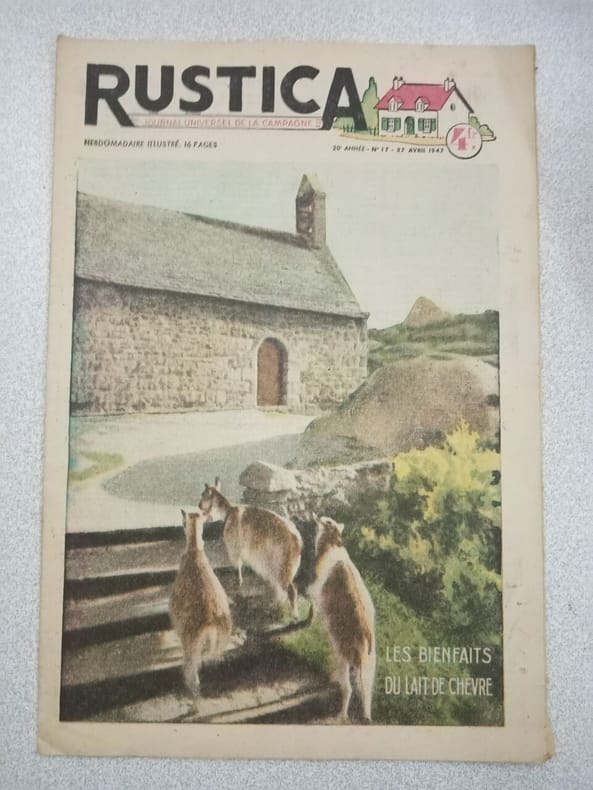 RUSTICA
JOURNAL UNIVERSEL DE LA CAMPAGNE
HEBDOMADAIRE ILLUSTRÉ. 16 PAGES
20e ANNÉE - No 17 - 27 AVRIL 1947
4 fr
LES BIENFAITS
DU LAIT DE CHÈVRE